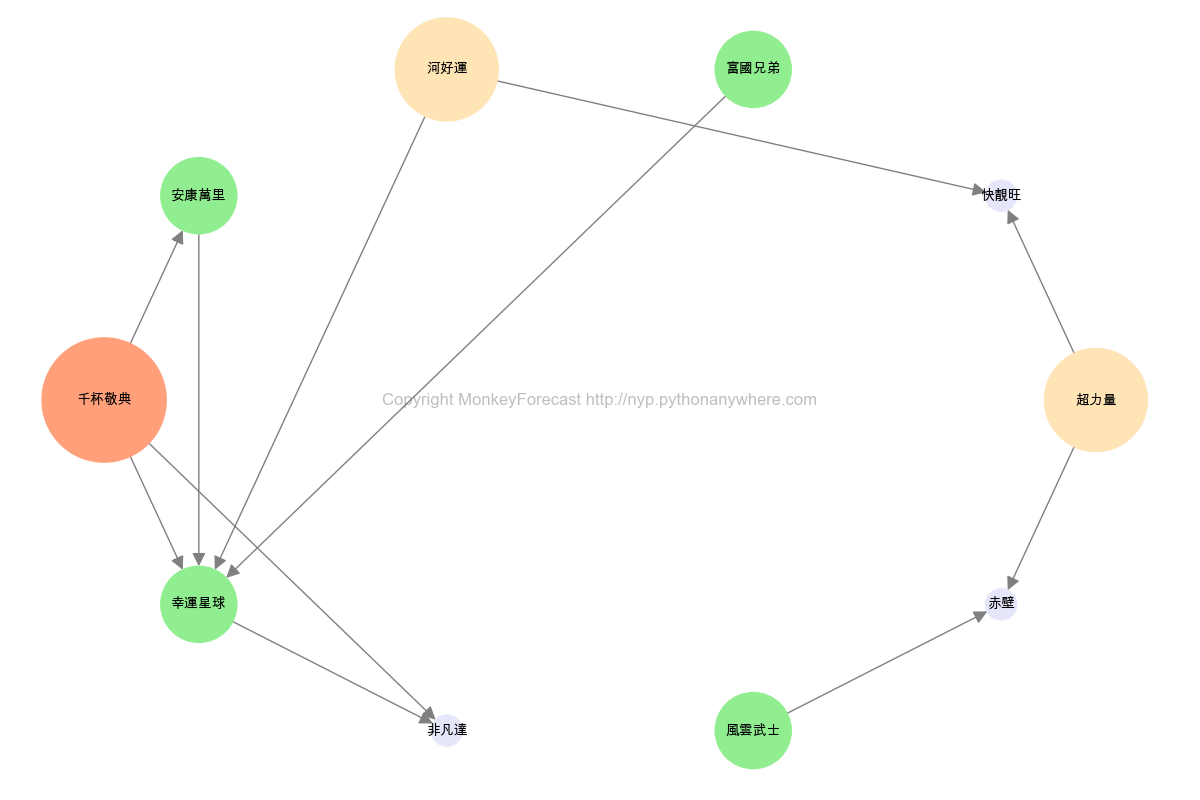 河好運
富國兄弟
安康萬里
快靚旺
千杯敬典
Copyright MonkeyForecast http://nyp.pythonanywhere.com
超力量
幸運星球
赤壁
非凡達
風雲武士